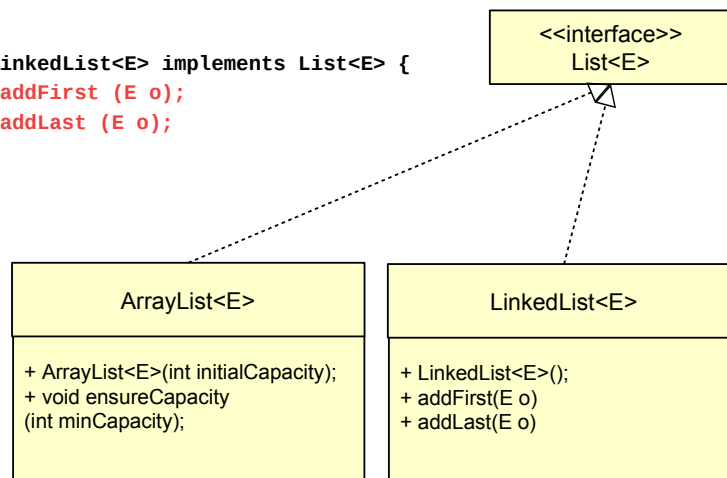 inkedList<E> implements List<E> {
addFirst (E o);
addLast (E o);
<<interface>>
List<E>
ArrayList<E>
+ ArrayList<E>(int initialCapacity);
+ void ensureCapacity
(int minCapacity);
LinkedList<E>
+ LinkedList<E>();
+ addFirst(E o)
+ addLast(E o)